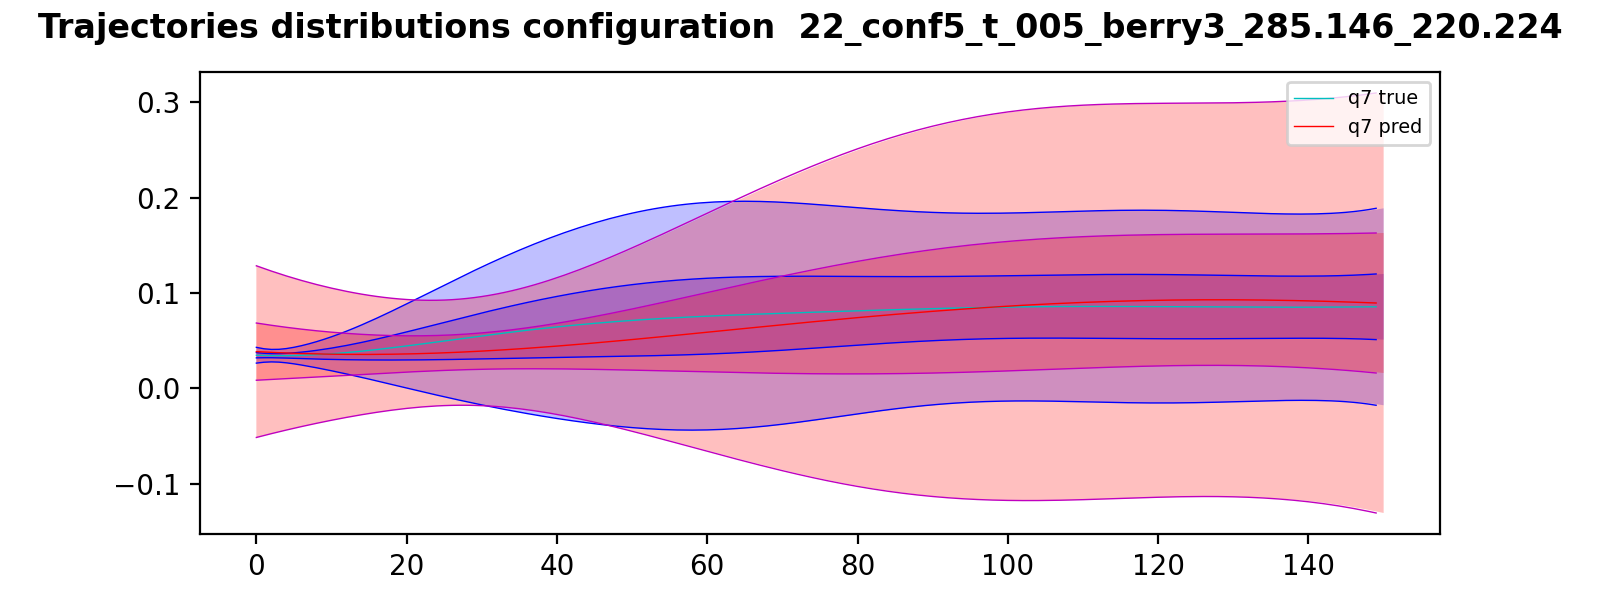 Trajectories distributions configuration  22_conf5_t_005_berry3_285.146_220.224
q7 true
q7 pred
0.3
0.2
0.1
0.0
−0.1
0 20 40 60 80 100 120 140